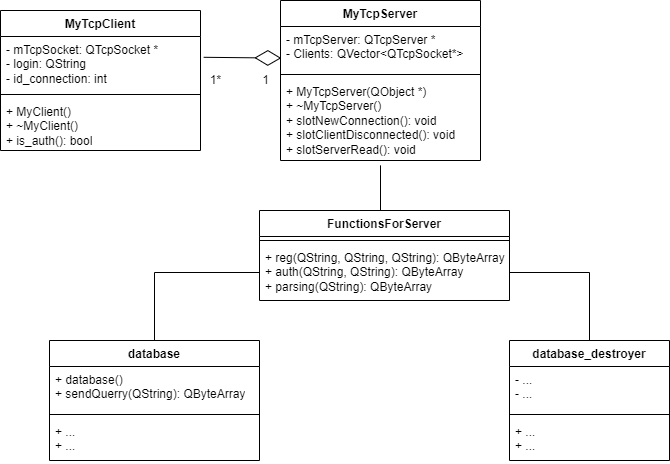 MyTcpClient
- mTcpSocket: QTcpSocket *
- login: QString
- id_connection: int
+ MyClient()
+ ~MyClient()
+ is_auth(): bool
1*
1
MyTcpServer
- mTcpServer: QTcpServer *
- Clients: QVector<QTcpSocket*>
+ MyTcpServer(QObject *)
+ ~MyTcpServer()
+ slotNewConnection(): void
+ slotClientDisconnected(): void
+ slotServerRead(): void
FunctionsForServer
+ reg(QString, QString, QString): QByteArray
+ auth(QString, QString): QByteArray
+ parsing(QString): QByteArray
database
+ database()
+ sendQuerry(QString): QByteArray
+ ...
+ ...
database_destroyer
- ...
- ...
+ ...
+ ...